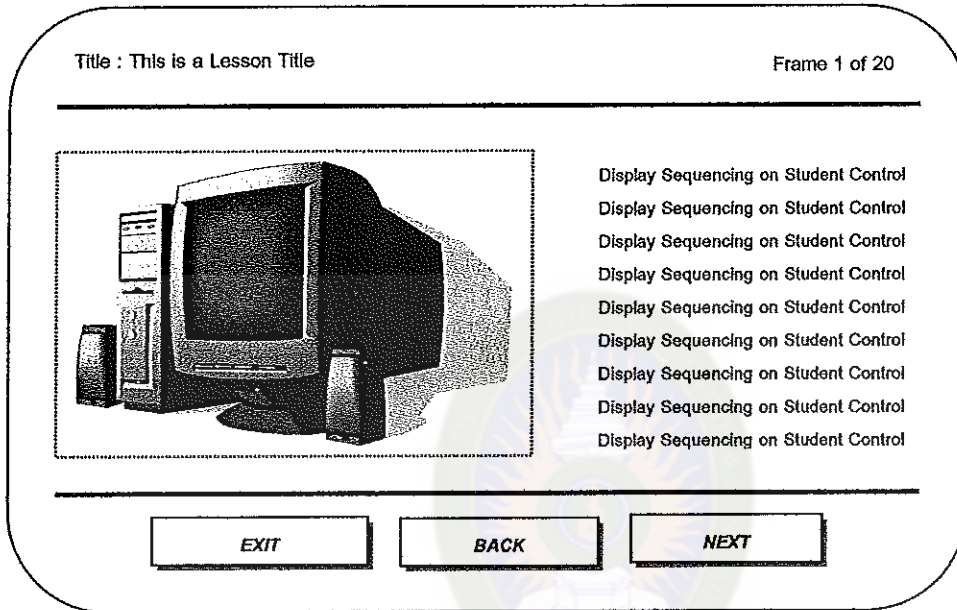 Title : This is a Lesson Title
Frame 1 of 20
Display Sequencing on Student Control
Display Sequencing on Student Control
Display Sequencing on Student Control
Display Sequencing on Student Control
Display Sequencing on Student Control
Display Sequencing on Student Control
Display Sequencing on Student Control
Display Sequencing on Student Control
Display Sequencing on Student Control
EXIT
BACK
NEXT